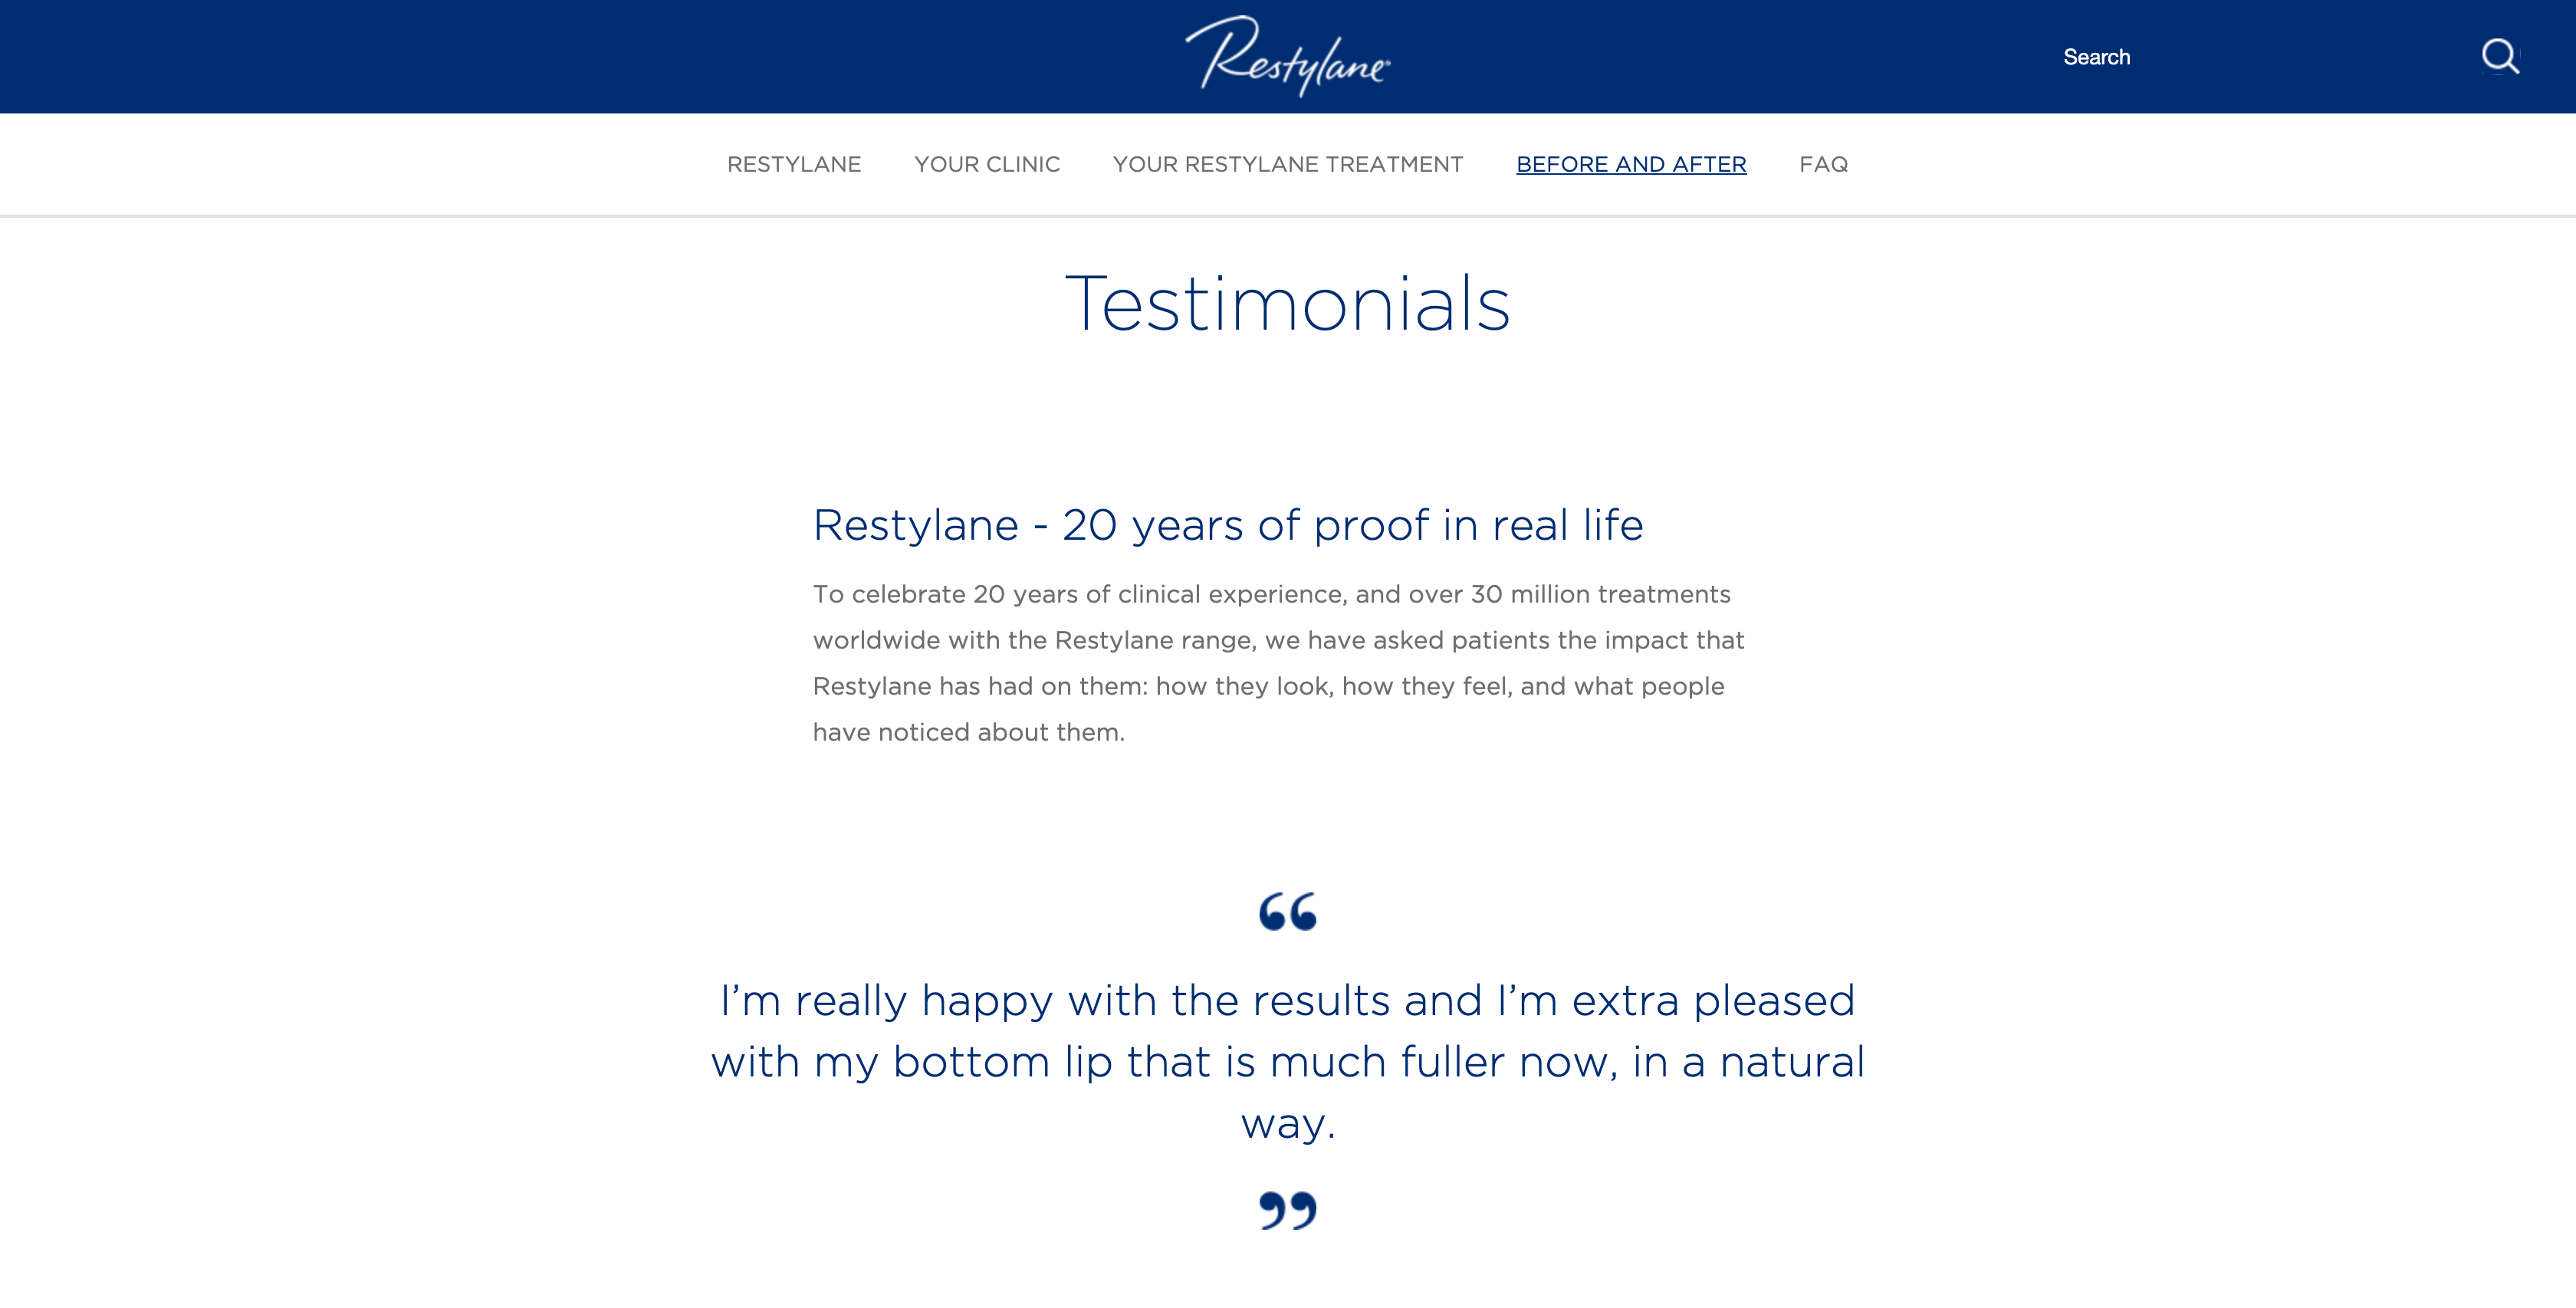 Restylane
Search
RESTYLANE YOUR CLINIC YOUR RESTYLANE TREATMENT BEFORE AND AFTER FAQ
Testimonials
Restylane - 20 years of proof in real life
To celebrate 20 years of clinical experience, and over 30 million treatments
worldwide with the Restylane range, we have asked patients the impact that
Restylane has had on them: how they look, how they feel, and what people
have noticed about them.
“
I’m really happy with the results and I’m extra pleased
with my bottom lip that is much fuller now, in a natural
way.
”